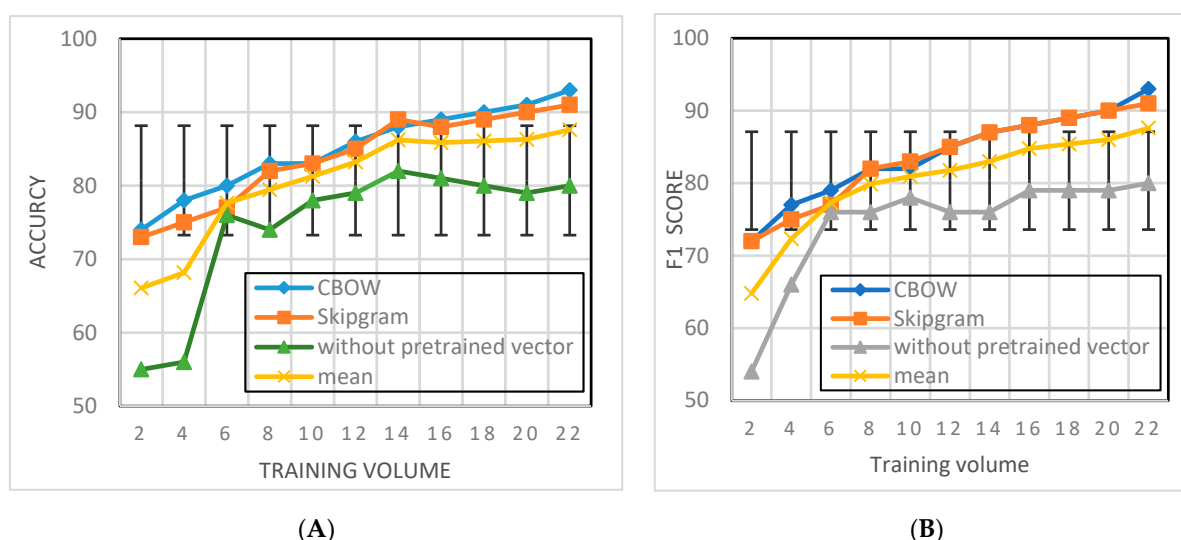 100
90
80
70
60
50
ACCURCY
CBOW
Skipgram
without pretrained vector
mean
2 4 6 8 10 12 14 16 18 20 22
TRAINING VOLUME
(A)
100
90
80
70
60
50
F1 SCORE
CBOW
Skipgram
without pretrained vector
mean
2 4 6 8 10 12 14 16 18 20 22
Training volume
(B)